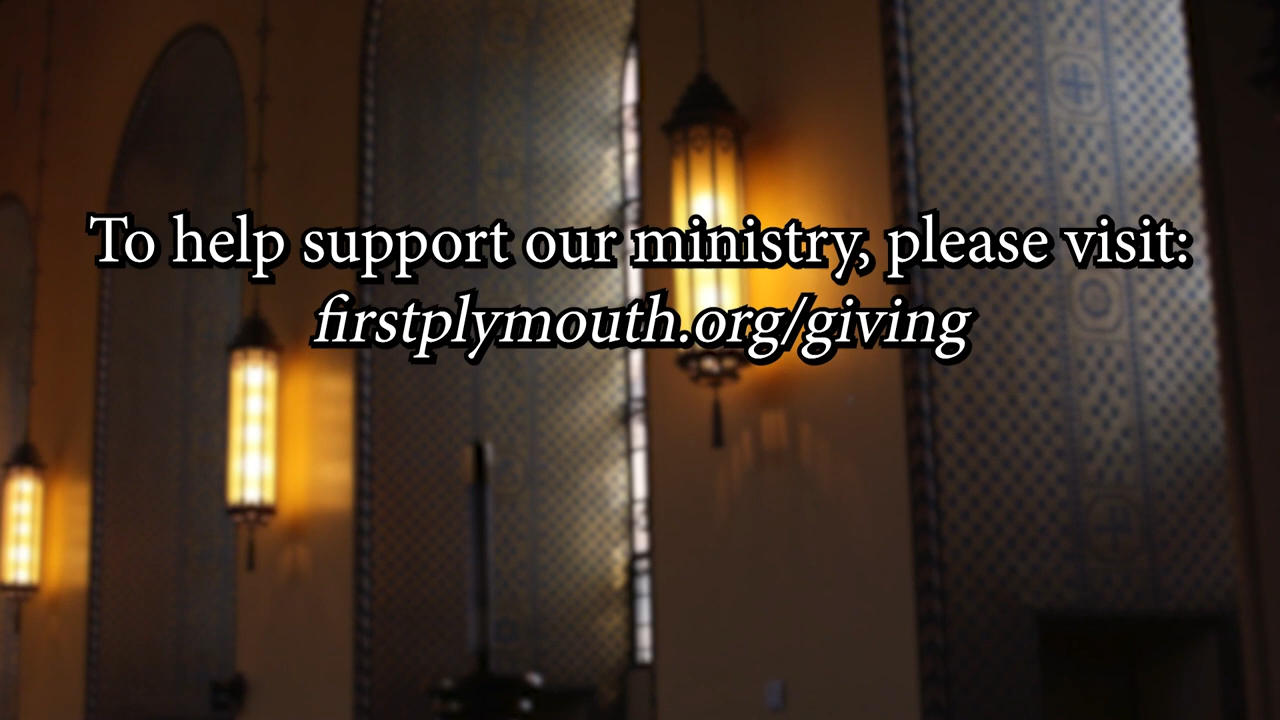 To help support our ministry, please visit:
firstplymouth.org/giving